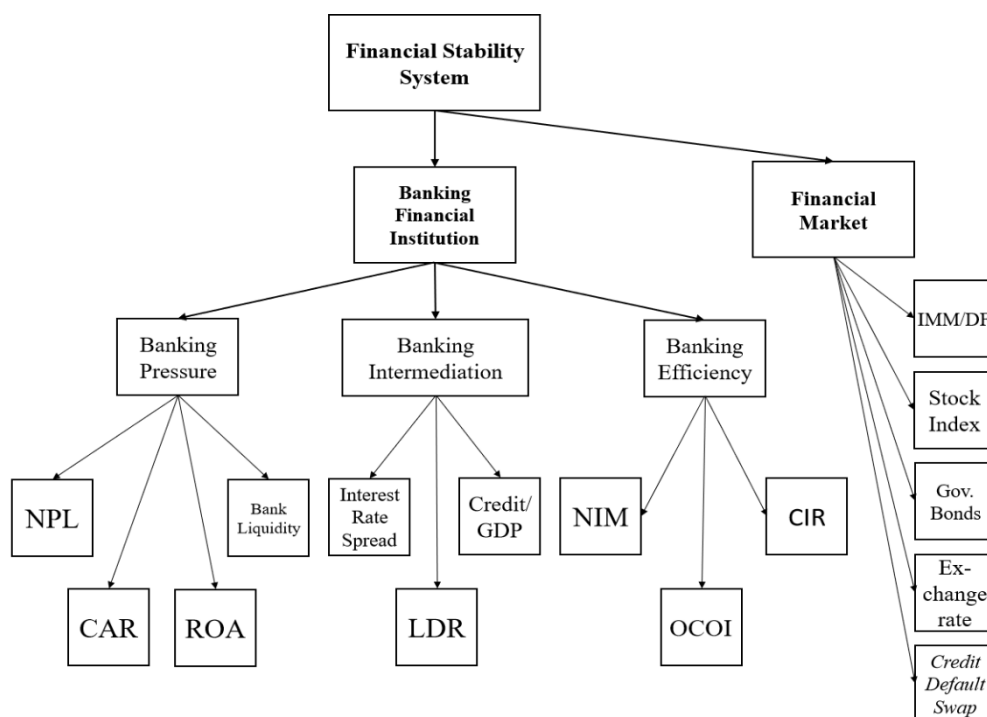 Financial Stability
System
Banking
Financial
Institution
Financial
Market
Banking
Pressure
Banking
Intermediation
Banking
Efficiency
IMM/DF
Stock
Index
Gov.
Bonds
Ex-
change
rate
Credit
Default
Swap
NPL
CAR
ROA
Bank
Liquidity
Interest
Rate
Spread
LDR
Credit/
GDP
NIM
OCOI
CIR